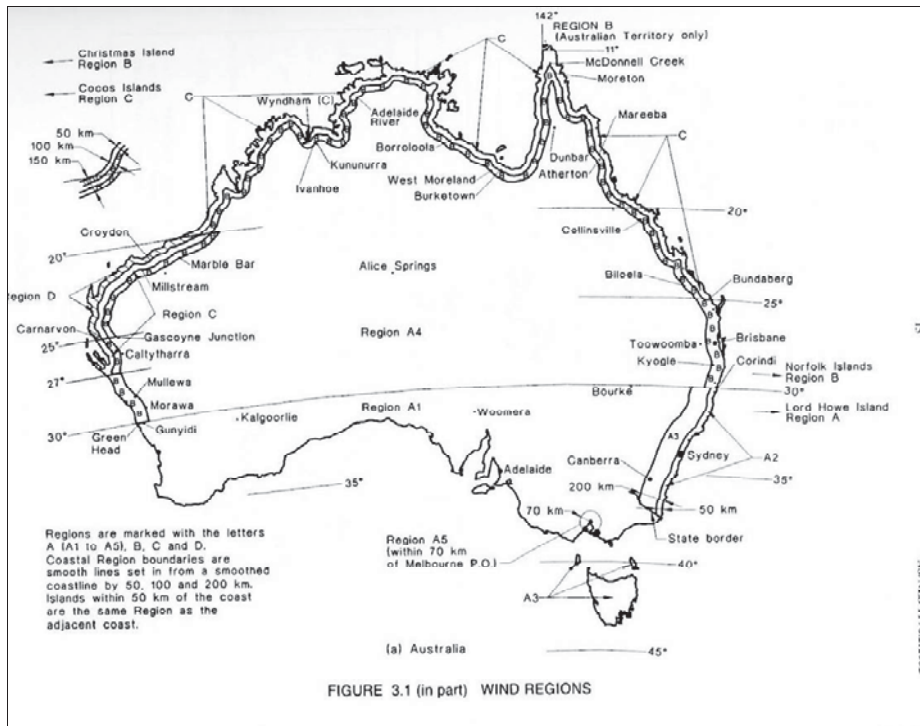 142°
REGION B
(Australian Territory only)
11°
C
Christmas Island
Region B
McDonnell Creek
Moreton
Cocos Islands
Region C
C
Wyndham (C)
Adelaide
River
Mareeba
C
50 km
100 km
150 km
Borroloola
Dunbar
Kununurra
Ivanhoe
West Moreland
Atherton
Burketown
20°
Croydon
Collinsville
20°
Marble Bar
Alice Springs
Biloela
Bundaberg
Millstream
25°
Region D
Region C
Carnarvon
Region A4
Gascoyne Junction
Toowoomba
Brisbane
25°
Callytharra
Kyogle
Corindi
Norfolk Islands
Region B
27°
Mullewa
Bourke
30°
Morawa
Region A1
Woomera
Lord Howe Island
Region A
Kalgoorlie
30°
Gunyidi
Green
Head
A3
Sydney
A2
Adelaide
Canberra
35°
35°
200 km
70 km
50 km
Regions are marked with the letters
A (A1 to A5), B, C and D.
Coastal Region boundaries are
smooth lines set in from a smoothed
coastline by 50, 100 and 200 km.
Islands within 50 km of the coast
are the same Region as the
adjacent coast.
Region A5
(within 70 km
of Melbourne P.O.)
State border
40°
A3
(a) Australia
45°
FIGURE 3.1 (in part) WIND REGIONS